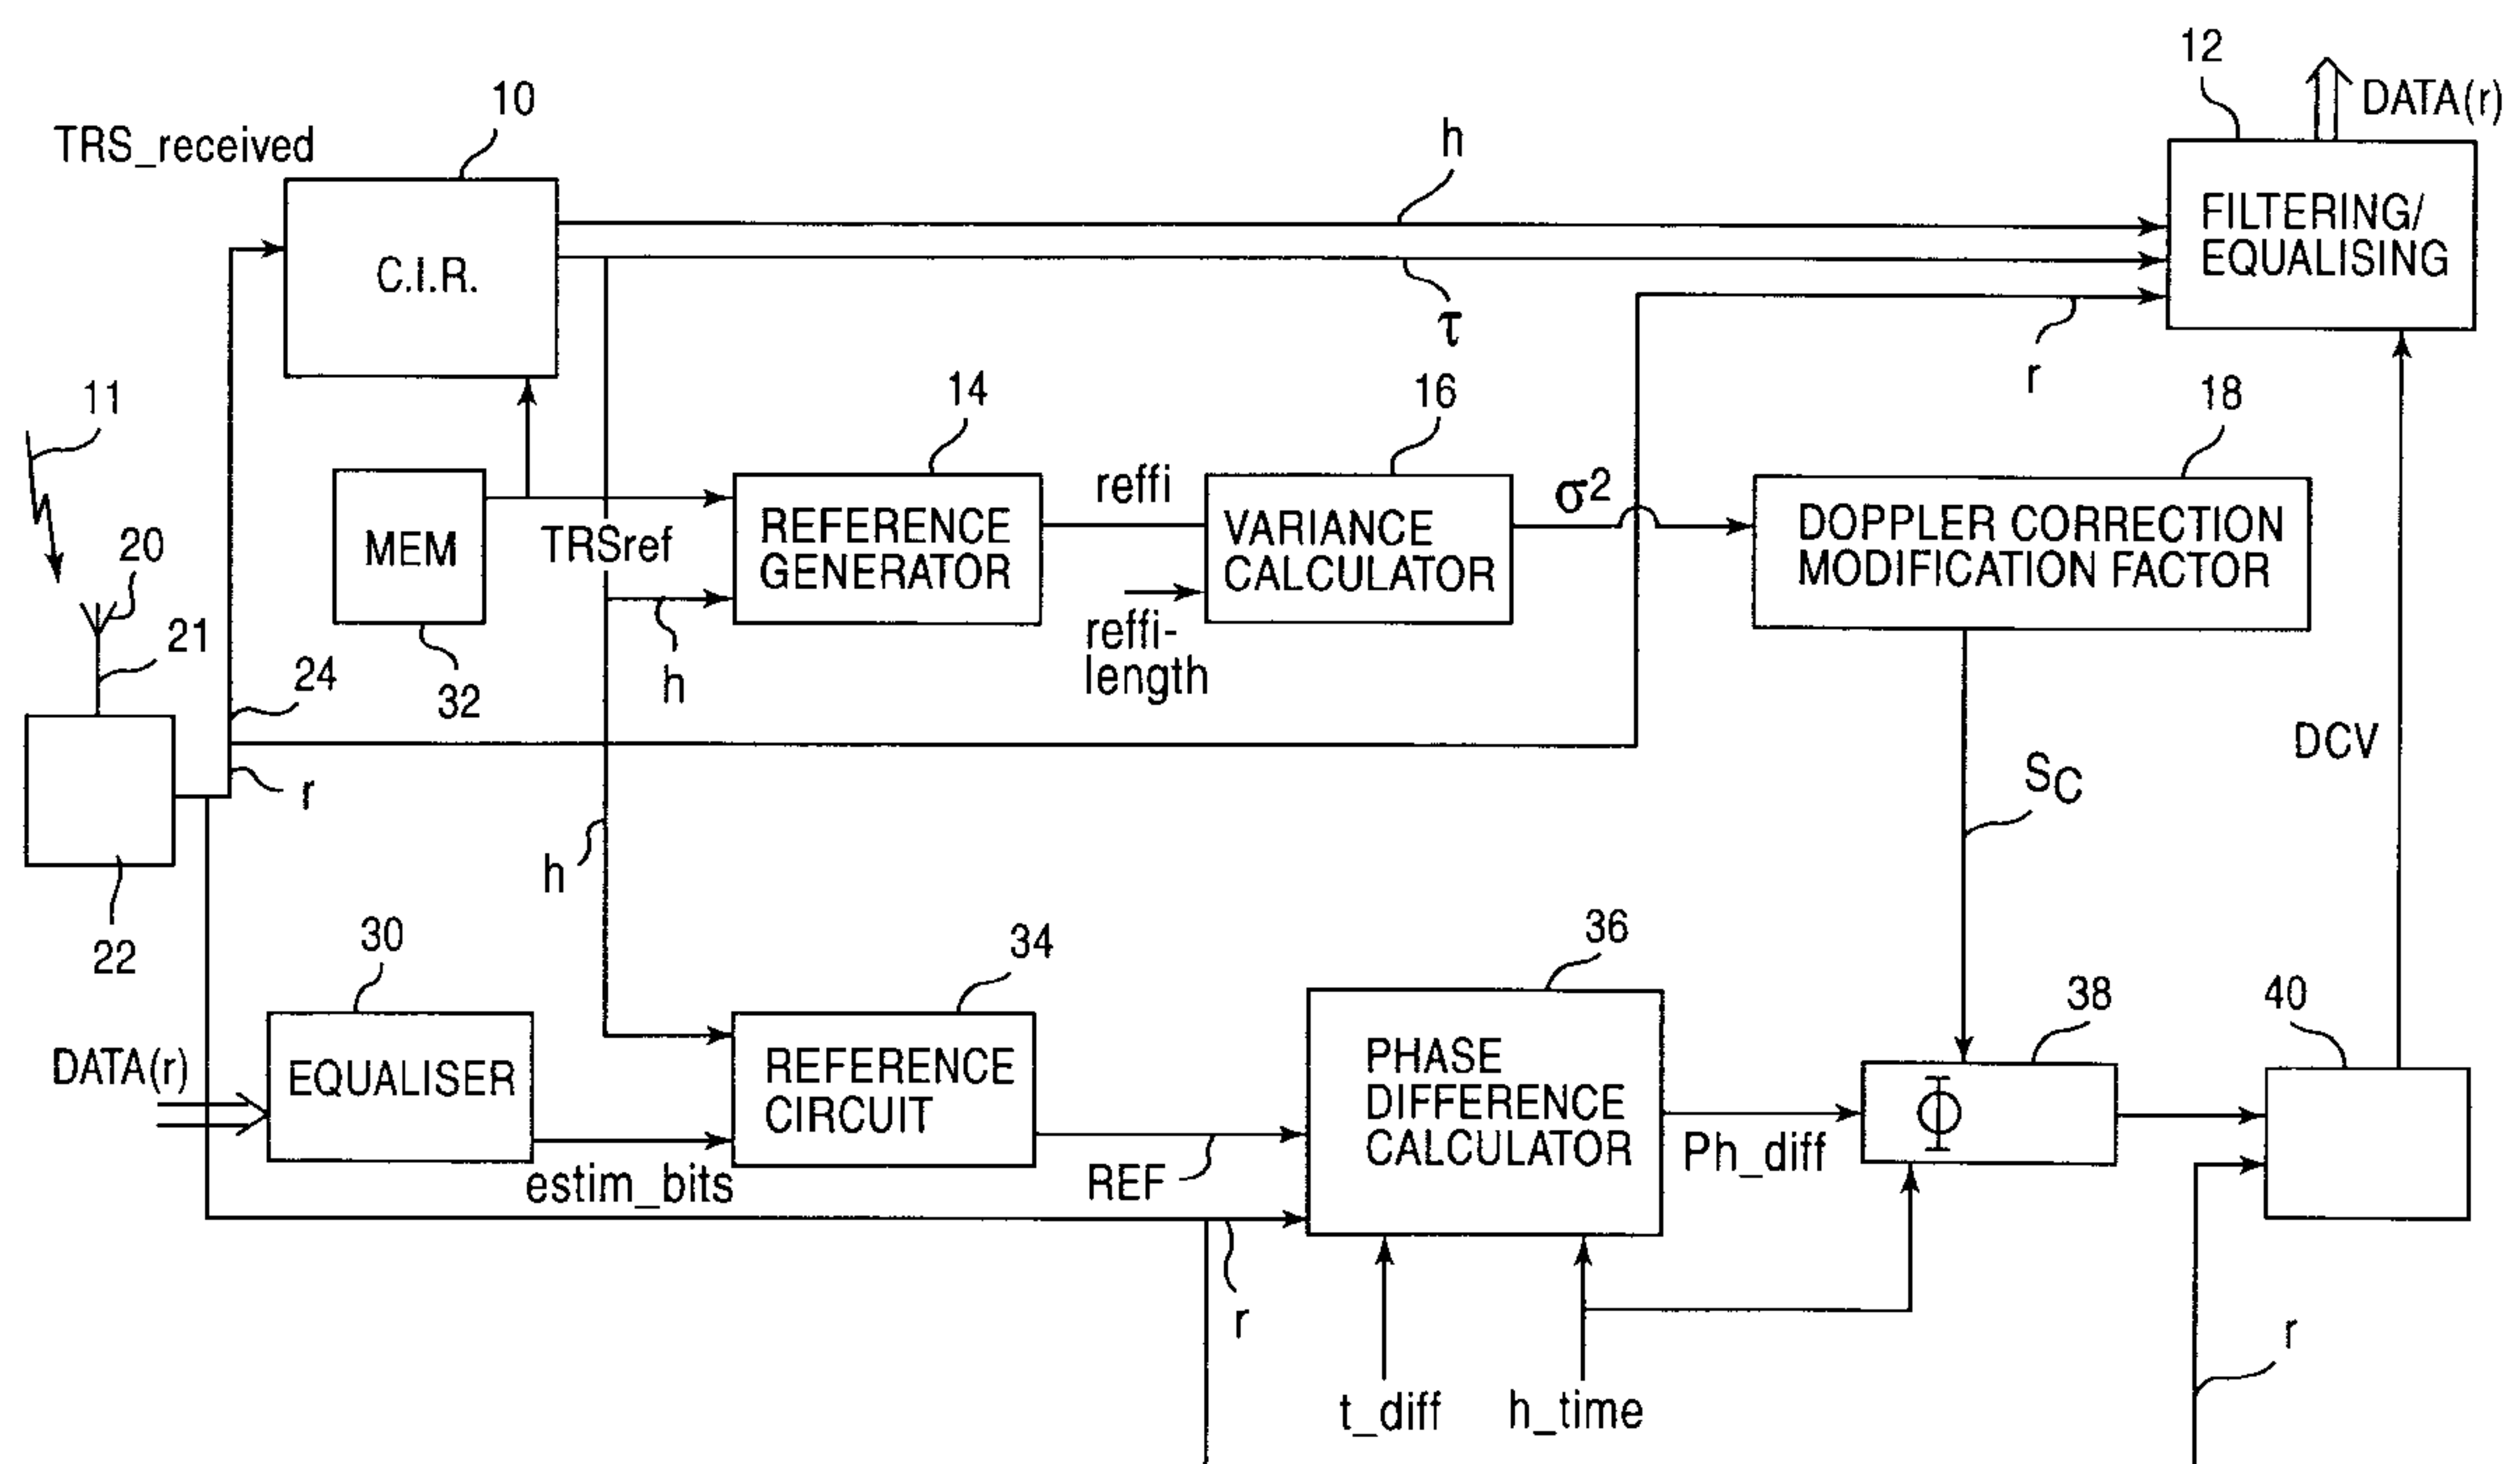 12
DATA(r)
10
TRS_received
h
FILTERING/
EQUALISING
C.I.R.
τ
r
11
14
16
18
MEM
TRSref
REFERENCE
GENERATOR
reffi
VARIANCE
CALCULATOR
σ2
DOPPLER CORRECTION
MODIFICATION FACTOR
20
21
h
reffi-
length
24
32
DCV
SC
r
h
22
30
34
36
38
40
DATA(r)
EQUALISER
REFERENCE
CIRCUIT
PHASE
DIFFERENCE
CALCULATOR
Φ
Ph_diff
estim_bits
REF
r
r
t_diff
h_time